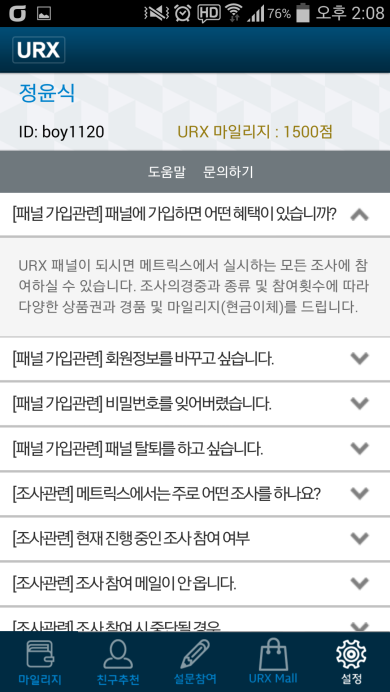 HD 76% 오후 2:08
URX
정윤식
ID: boy1120 URX 마일리지 : 1500점
도움말 문의하기
[패널 가입관련] 패널에 가입하면 어떤 혜택이 있습니까?
URX 패널이 되시면 메트릭스에서 실시하는 모든 조사에 참
여하실 수 있습니다. 조사의경중과 종류 및 참여횟수에 따라
다양한 상품권과 경품 및 마일리지(현금이체)를 드립니다.
[패널 가입관련] 회원정보를 바꾸고 싶습니다.
[패널 가입관련] 비밀번호를 잊어버렸습니다.
[패널 가입관련] 패널 탈퇴를 하고 싶습니다.
[조사관련] 메트릭스에서는 주로 어떤 조사를 하나요?
[조사관련] 현재 진행 중인 조사 참여 여부
[조사관련] 조사 참여 메일이 안 옵니다.
[조사관련] 조사 참여 시 중단될 경우
마일리지 친구추천 설문참여 URX Mall 설정